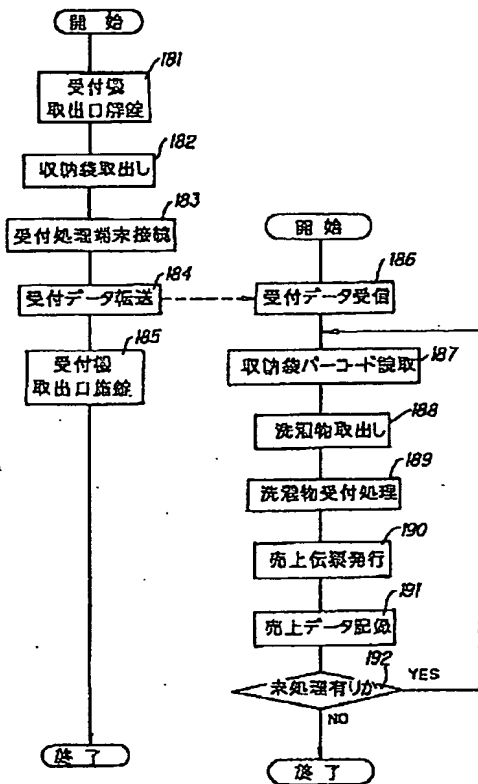 開始
181
受付機
取出口解錠
182
収納袋取出し
183
受付処理端末接続
184
受付データ転送
185
受付機
取出口施錠
終了
開始
186
受付データ受信
収納袋バーコード読取
187
188
洗濯物取出し
189
洗濯物受付処理
190
売上伝票発行
191
売上データ記録
192
未処理有りか
YES
NO
終了